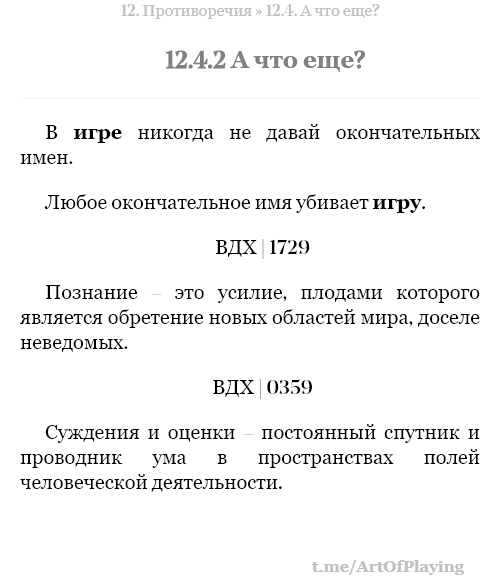 12. Противоречия » 12.4. А что еще?
12.4.2 А что еще?
В игре никогда не давай окончательных
имен.
Любое окончательное имя убивает игру.
ВДХ | 1729
Познание – это усилие, плодами которого
является обретение новых областей мира, доселе
неведомых.
ВДХ | 0359
Суждения и оценки – постоянный спутник и
проводник ума в пространствах полей
человеческой деятельности.
t.me/ArtOfPlaying